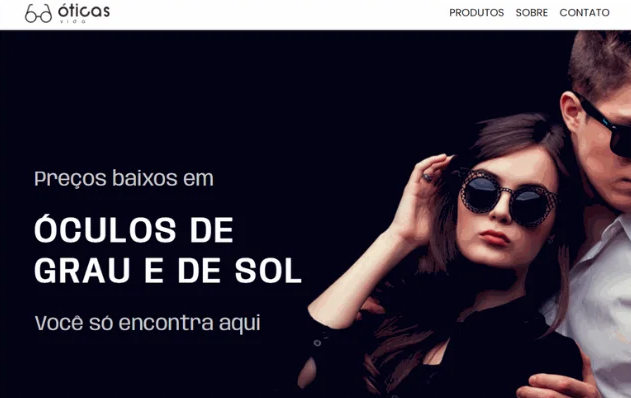 óticas
vida
PRODUTOS SOBRE CONTATO
Preços baixos em
ÓCULOS DE
GRAU E DE SOL
Você só encontra aqui